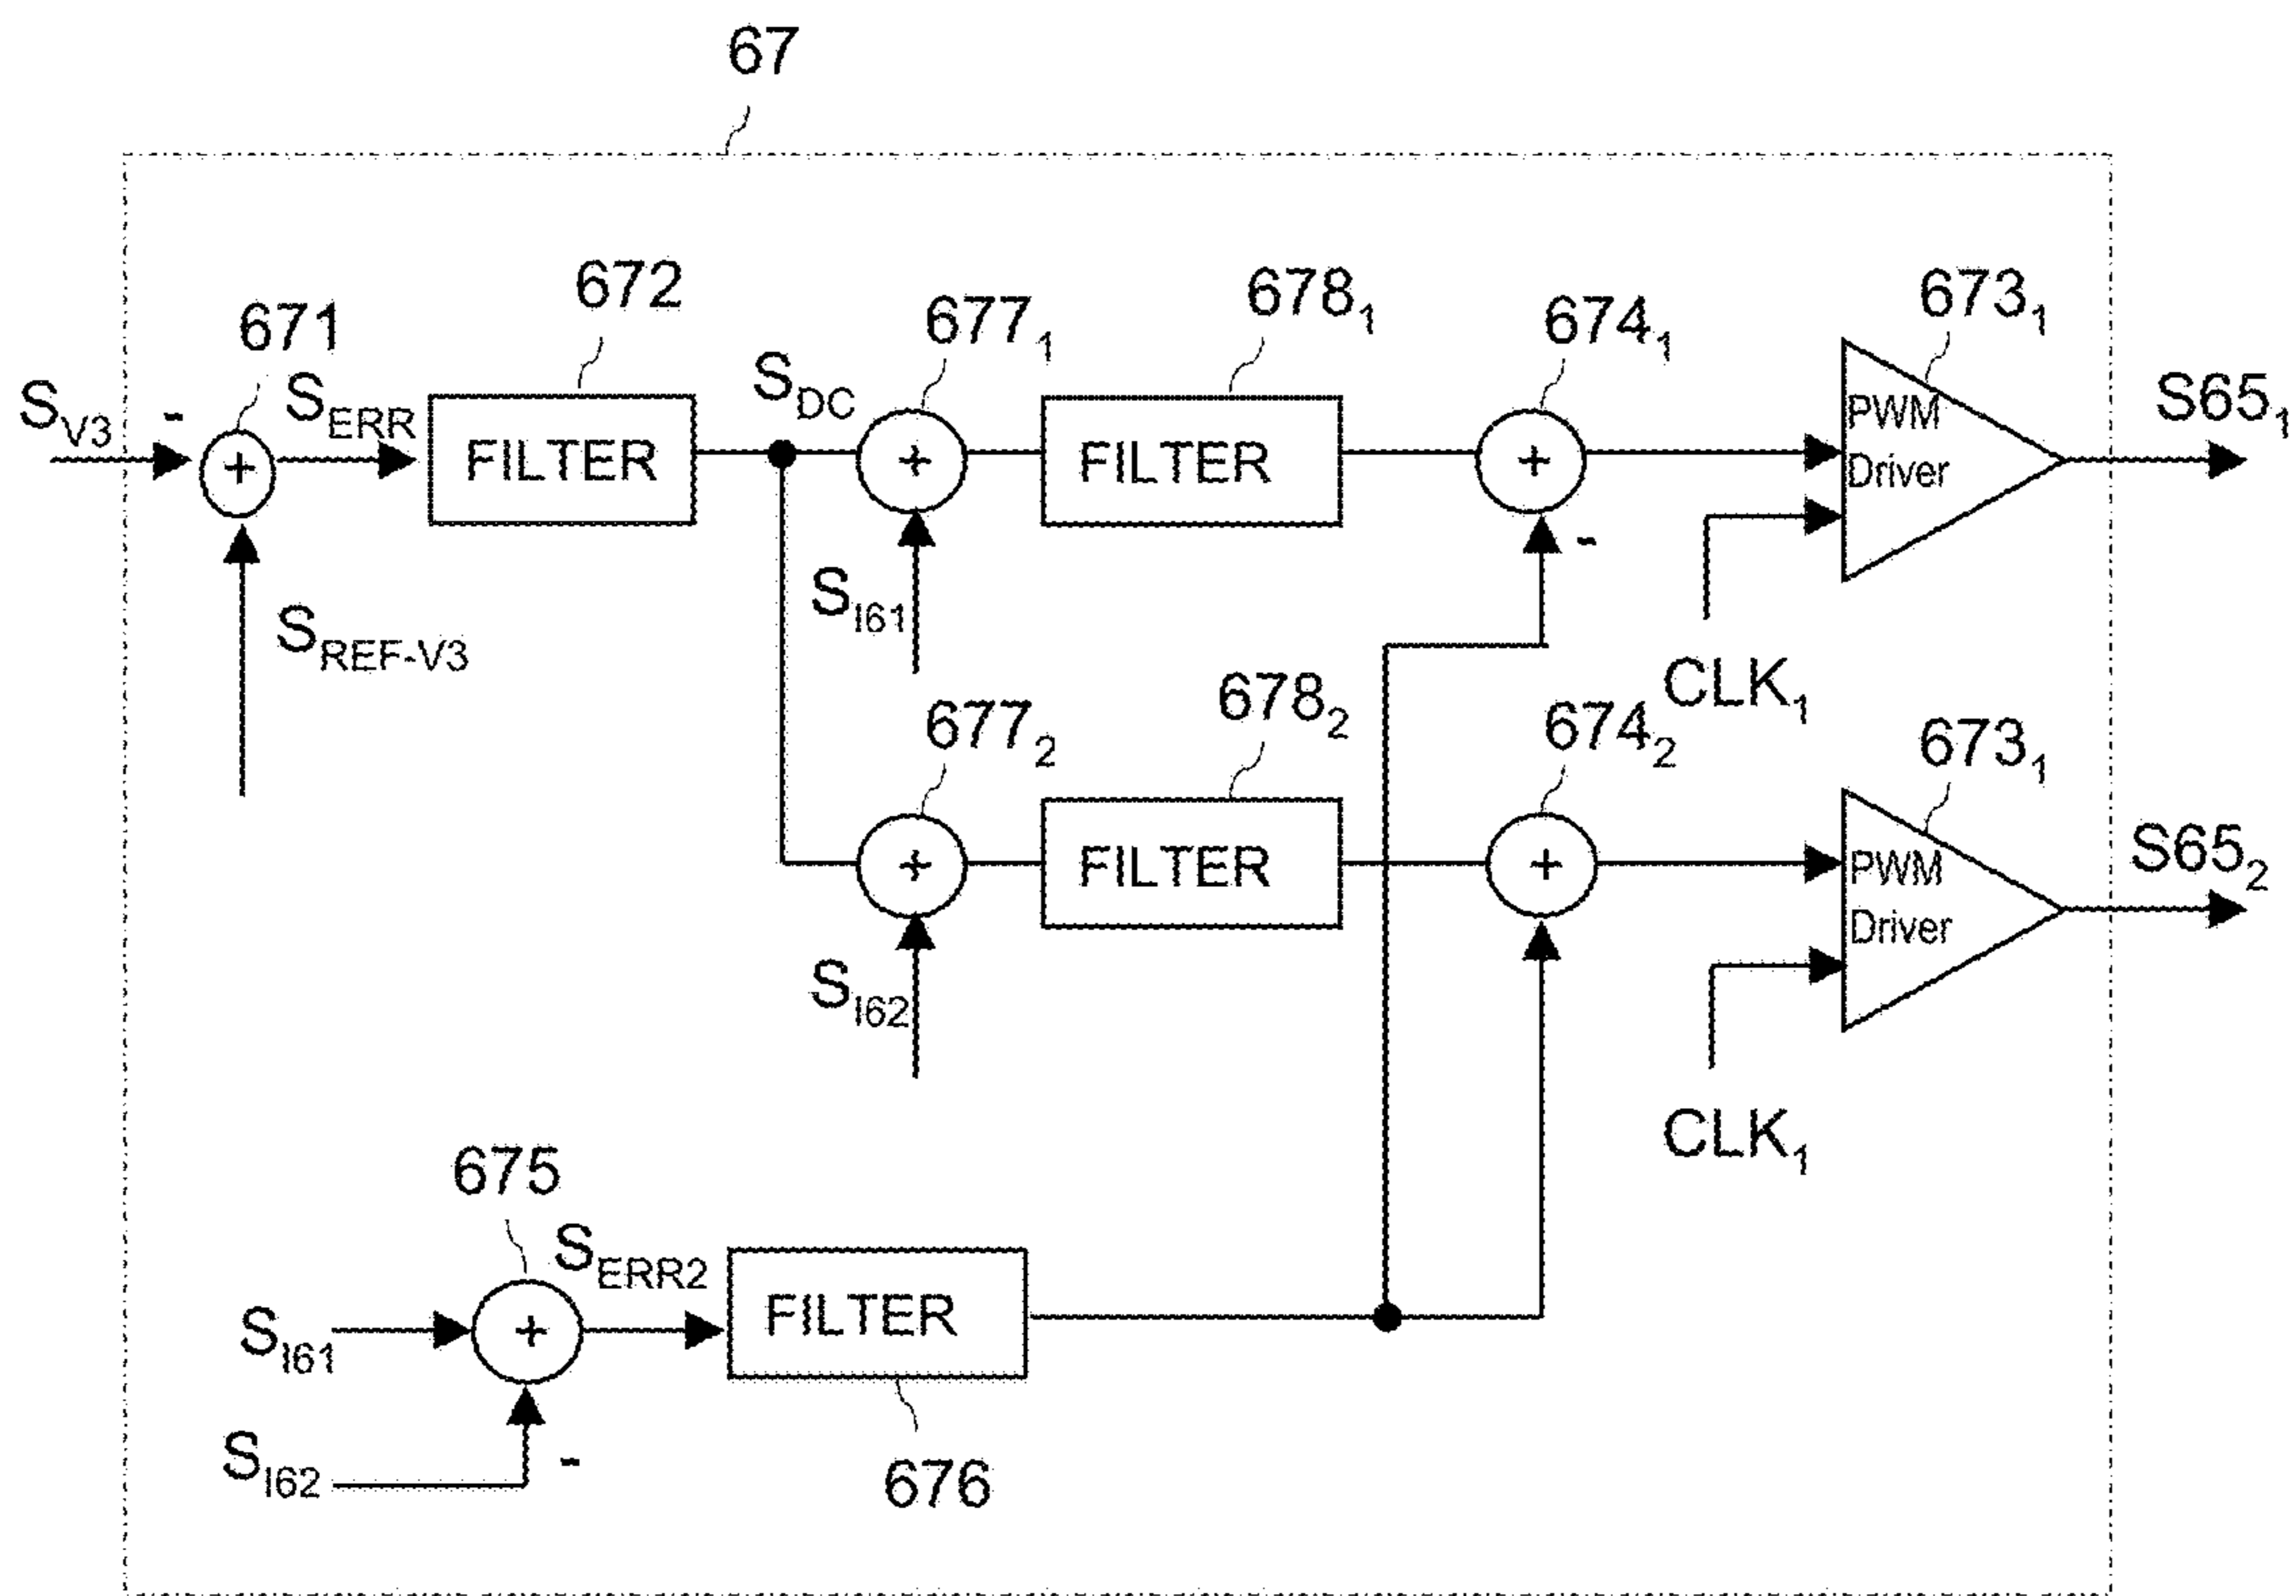 67
671
672
677₁
678₁
674₁
673₁
S_V3
-
S_ERR
S_DC
S65₁
+
FILTER
+
FILTER
+
PWM
Driver
S_I61
-
S_REF-V3
CLK₁
677₂
678₂
674₂
673₁
+
FILTER
+
PWM
Driver
S65₂
S_I62
CLK₁
675
S_ERR2
S_I61
+
FILTER
S_I62
-
676